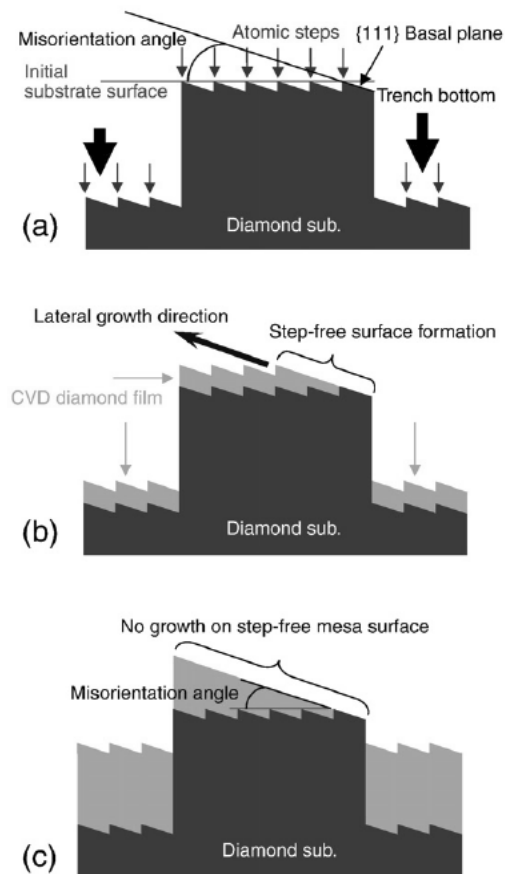 Misorientation angle
Atomic steps
{111} Basal plane
Initial
substrate surface
Trench bottom
(a)
Diamond sub.
Lateral growth direction
Step-free surface formation
CVD diamond film
(b)
Diamond sub.
No growth on step-free mesa surface
Misorientation angle
(c)
Diamond sub.